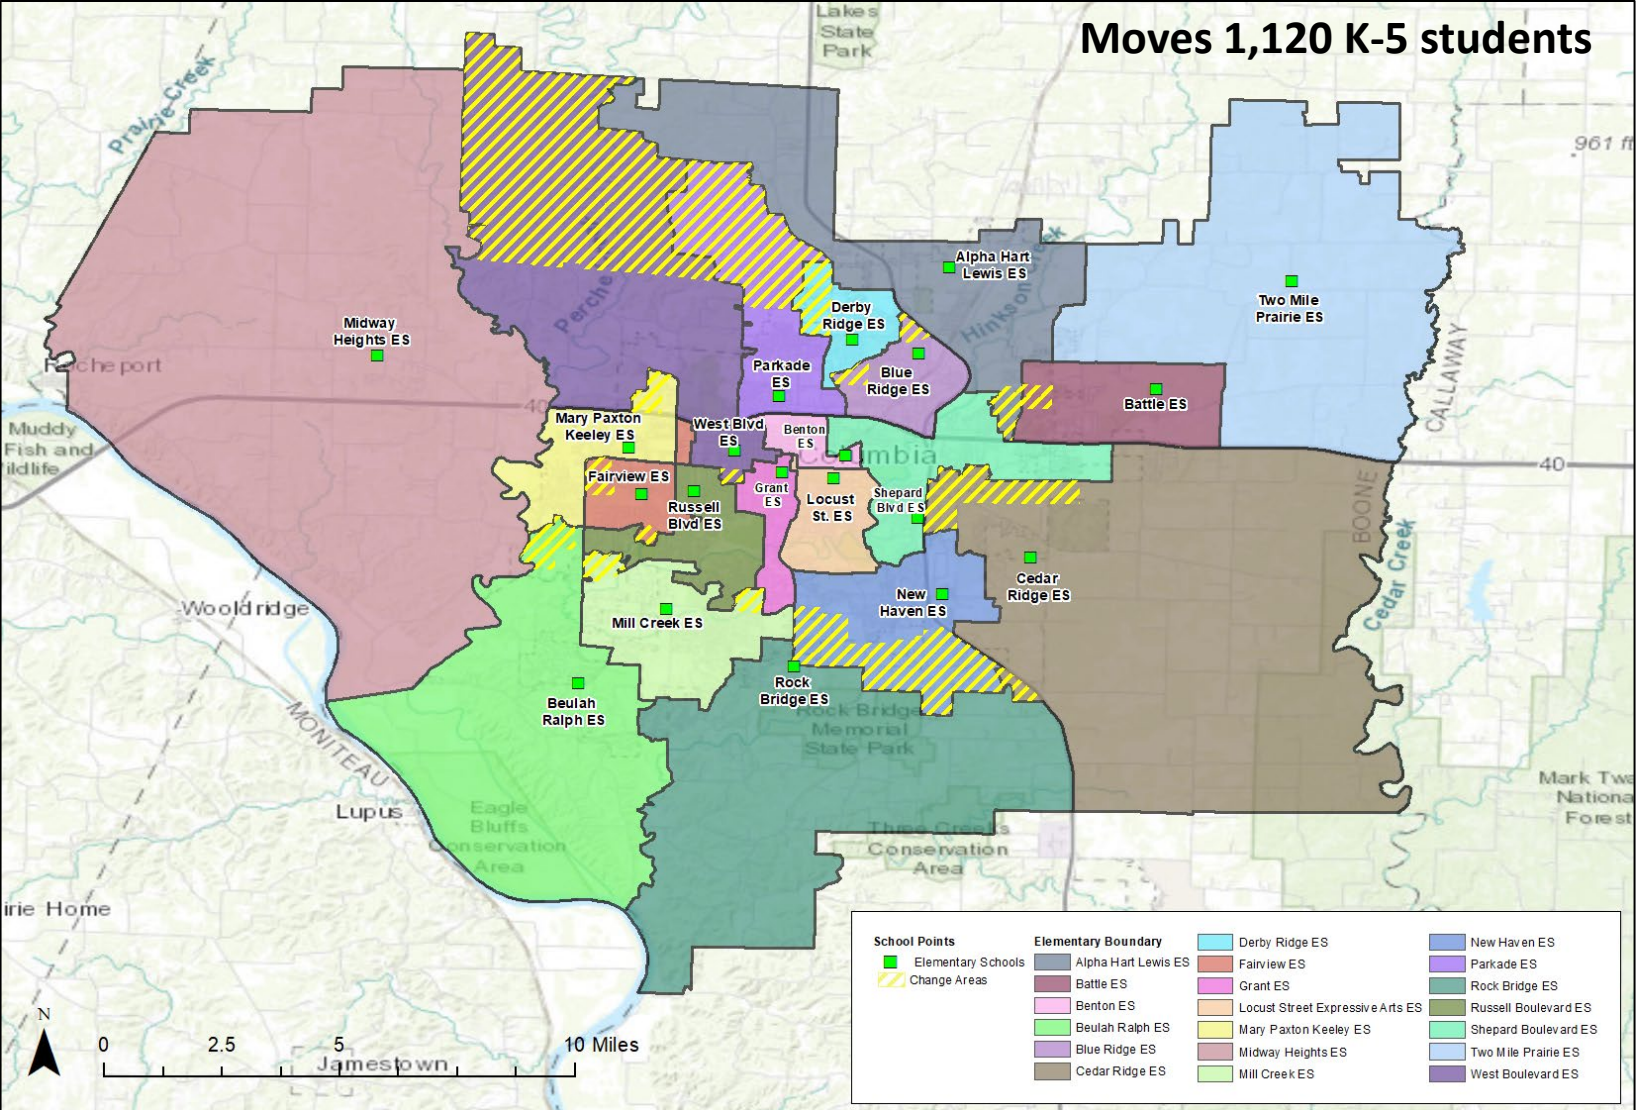 Moves 1,120 K-5 students
Lakes
State
Park
Prairie Creek
961 ft
Hinkson Creek
Alpha Hart
Lewis ES
Two Mile
Prairie ES
Perche
Derby
Ridge ES
Midway
Heights ES
Rocheport
CALLAWAY
Parkade
ES
Blue
Ridge ES
Battle ES
40
Mary Paxton
Keeley ES
West Blvd
ES
Benton
ES
Columbia
40
Muddy
Fish and
ildlife
Fairview ES
Grant
ES
Locust
St. ES
Shepard
Blvd ES
Russell
Blvd ES
BOONE
Cedar Creek
Cedar
Ridge ES
New
Haven ES
Wooldridge
Mill Creek ES
Rock
Bridge ES
Beulah
Ralph ES
Rock Bridge
Memorial
State Park
MONITEAU
Mark Twa
Nationa
Forest
Lupus
Eagle
Bluffs
Conservation
Area
Three Creeks
Conservation
Area
irie Home
School Points
Elementary Schools
Change Areas
Elementary Boundary
Alpha Hart Lewis ES
Battle ES
Benton ES
Beulah Ralph ES
Blue Ridge ES
Cedar Ridge ES
Derby Ridge ES
Fairview ES
Grant ES
Locust Street Expressive Arts ES
Mary Paxton Keeley ES
Midway Heights ES
Mill Creek ES
New Haven ES
Parkade ES
Rock Bridge ES
Russell Boulevard ES
Shepard Boulevard ES
Two Mile Prairie ES
West Boulevard ES
N
0 2.5 5 10 Miles
Jamestown